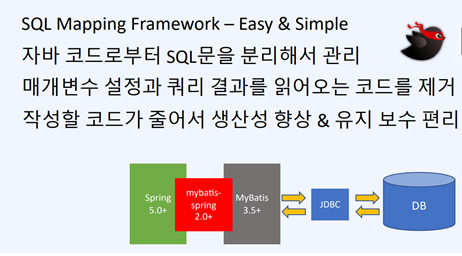 SQL Mapping Framework – Easy & Simple
자바 코드로부터 SQL문을 분리해서 관리
매개변수 설정과 쿼리 결과를 읽어오는 코드를 제거
작성할 코드가 줄어서 생산성 향상 & 유지 보수 편리
Spring
5.0+
mybatis-
spring
2.0+
MyBatis
3.5+
JDBC
DB